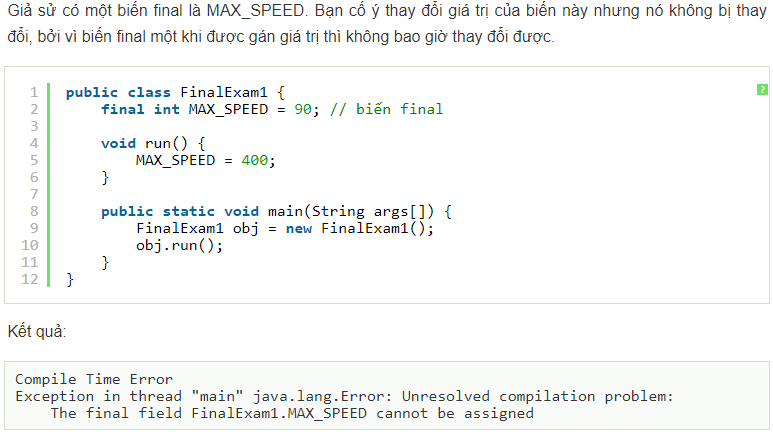 Giả sử có một biến final là MAX_SPEED. Bạn cố ý thay đổi giá trị của biến này nhưng nó không bị thay
đổi, bởi vì biến final một khi được gán giá trị thì không bao giờ thay đổi được.
?
1 public class FinalExam1 {
2     final int MAX_SPEED = 90; // biến final
3
4     void run() {
5         MAX_SPEED = 400;
6     }
7
8     public static void main(String args[]) {
9         FinalExam1 obj = new FinalExam1();
10         obj.run();
11     }
12 }
Kết quả:
Compile Time Error
Exception in thread "main" java.lang.Error: Unresolved compilation problem:
    The final field FinalExam1.MAX_SPEED cannot be assigned